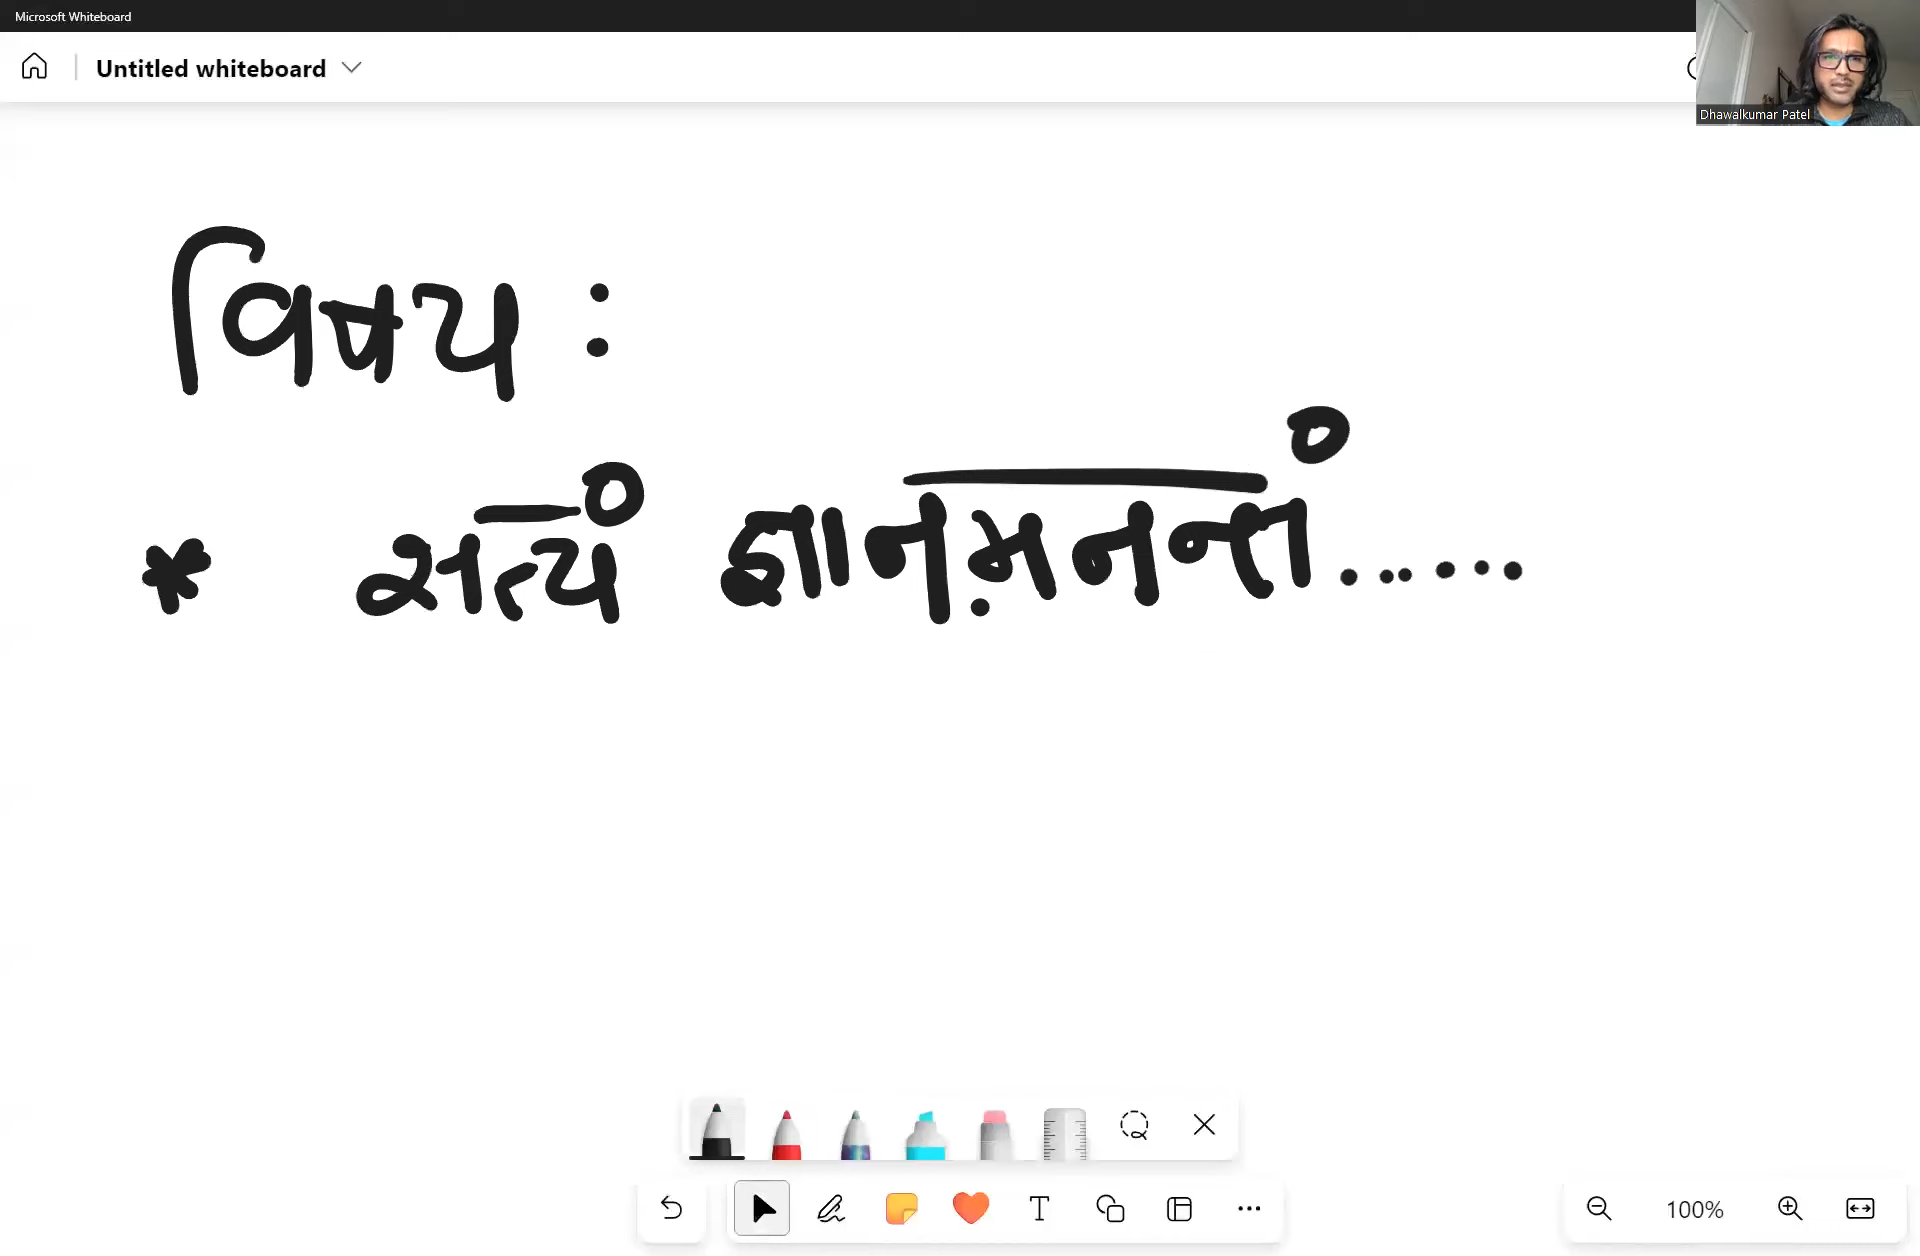 Microsoft Whiteboard
Untitled whiteboard
Dhawalkumar Patel
વિષય :
* સત્યં જ્ઞાનમનન્તં ......
100%